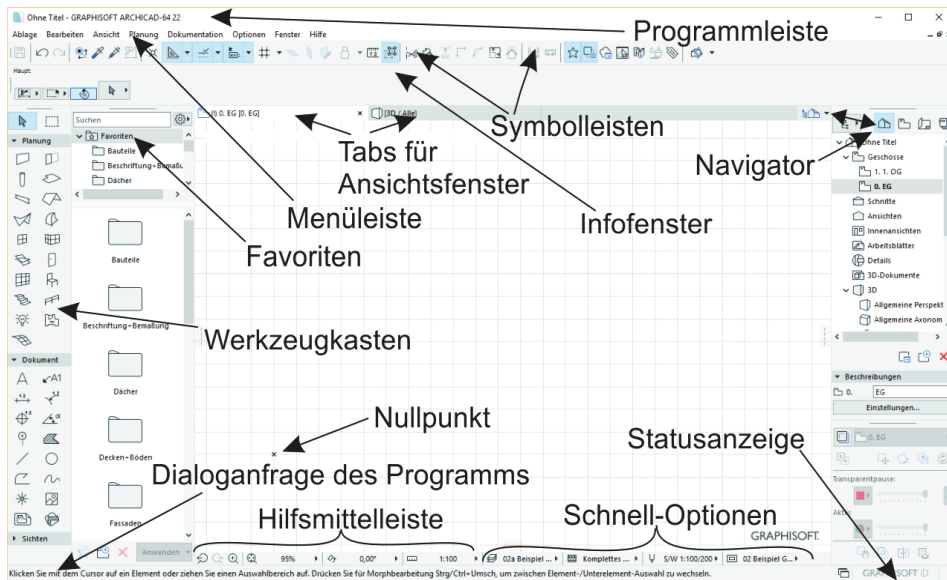 Ohne Titel - GRAPHISOFT ARCHICAD-64 22
Programmleiste
Ablage Bearbeiten Ansicht Planung Dokumentation Optionen Fenster Hilfe
Haupt:
Suchen
(!) 0. EG [0. EG]
[3D / Alle]
Symbolleisten
Planung
Favoriten
Bauteile
Beschriftung+Bemaßu
Dächer
Tabs für
Ansichtsfenster
Menüleiste
Favoriten
Infofenster
Navigator
Ohne Titel
Geschosse
1. 1. OG
0. EG
Schnitte
Ansichten
Innenansichten
Arbeitsblätter
Details
3D-Dokumente
3D
Allgemeine Perspekt
Allgemeine Axonom
Bauteile
Beschriftung+Bemaßung
Werkzeugkasten
Dokument
Dächer
Decken+Böden
Fassaden
Nullpunkt
Dialoganfrage des Programms
Statusanzeige
Hilfsmittelleiste
Schnell-Optionen
Beschreibungen
0. EG
Einstellungen...
0. EG
Transparentpause:
Aktiv:
GRAPHISOFT.
Sichten
Anwenden
95% 0,00° 1:100 02a Beispiel ... Komplettes ... S/W 1:100/200 02 Beispiel G...
Klicken Sie mit dem Cursor auf ein Element oder ziehen Sie einen Auswahlbereich auf. Drücken Sie für Morphbearbeitung Strg/Ctrl+Umsch, um zwischen Element-/Unterelement-Auswahl zu wechseln.
GRAPHISOFT ID